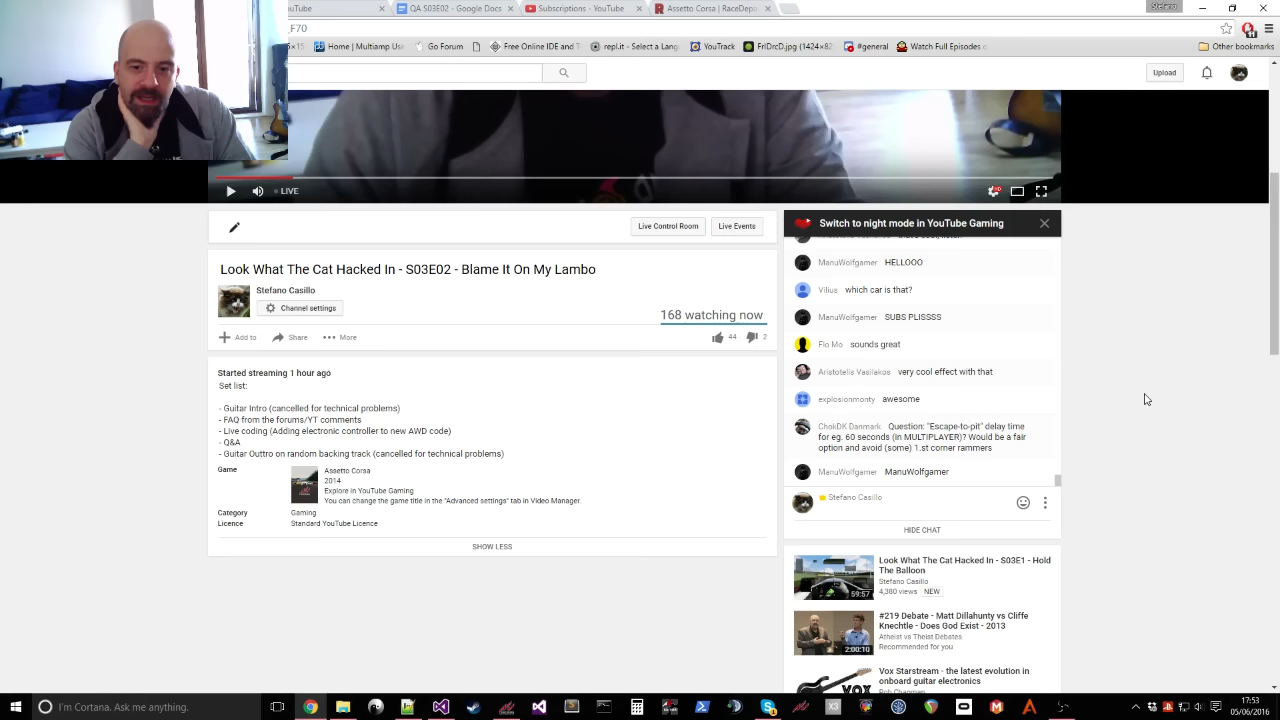 uTube
QA S03E02 - Google Docs
Subscriptions - YouTube
Assetto Corsa | RaceDep
Stefano
_F70
×15
Home | Multiamp Use
Go Forum
Free Online IDE and T
repl.it - Select a Lang
YouTrack
FriDrcD.jpg (1424×82
#general
Watch Full Episodes o
Other bookmarks
Upload
LIVE
Live Control Room
Live Events
Switch to night mode in YouTube Gaming
Look What The Cat Hacked In - S03E02 - Blame It On My Lambo
Stefano Casillo
Channel settings
168 watching now
Add to
Share
More
44
2
Started streaming 1 hour ago
Set list:
- Guitar Intro (cancelled for technical problems)
- FAQ from the forums/YT comments
- Live coding (Adding electronic controller to new AWD code)
- Q&A
- Guitar Outtro on random backing track (cancelled for technical problems)
Game
Assetto Corsa
2014
Explore in YouTube Gaming
You can change the game title in the "Advanced settings" tab in Video Manager.
Category Gaming
Licence Standard YouTube Licence
SHOW LESS
ManuWolfgamer HELLOOO
Vilius which car is that?
ManuWolfgamer SUBS PLISSSS
Flo Mo sounds great
Aristotelis Vasilakos very cool effect with that
explosionmonty awesome
ChokDK Danmark Question: "Escape-to-pit" delay time
for eg. 60 seconds (in MULTIPLAYER)? Would be a fair
option and avoid (some) 1.st corner rammers
ManuWolfgamer ManuWolfgamer
Stefano Casillo
HIDE CHAT
Look What The Cat Hacked In - S03E1 - Hold
The Balloon
Stefano Casillo
4,380 views NEW
59:57
#219 Debate - Matt Dillahunty vs Cliffe
Knechtle - Does God Exist - 2013
Atheist vs Theist Debates
Recommended for you
2:00:10
Vox Starstream - the latest evolution in
onboard guitar electronics
Rob Chapman
VOX
I'm Cortana. Ask me anything.
X3
17:53
05/06/2016